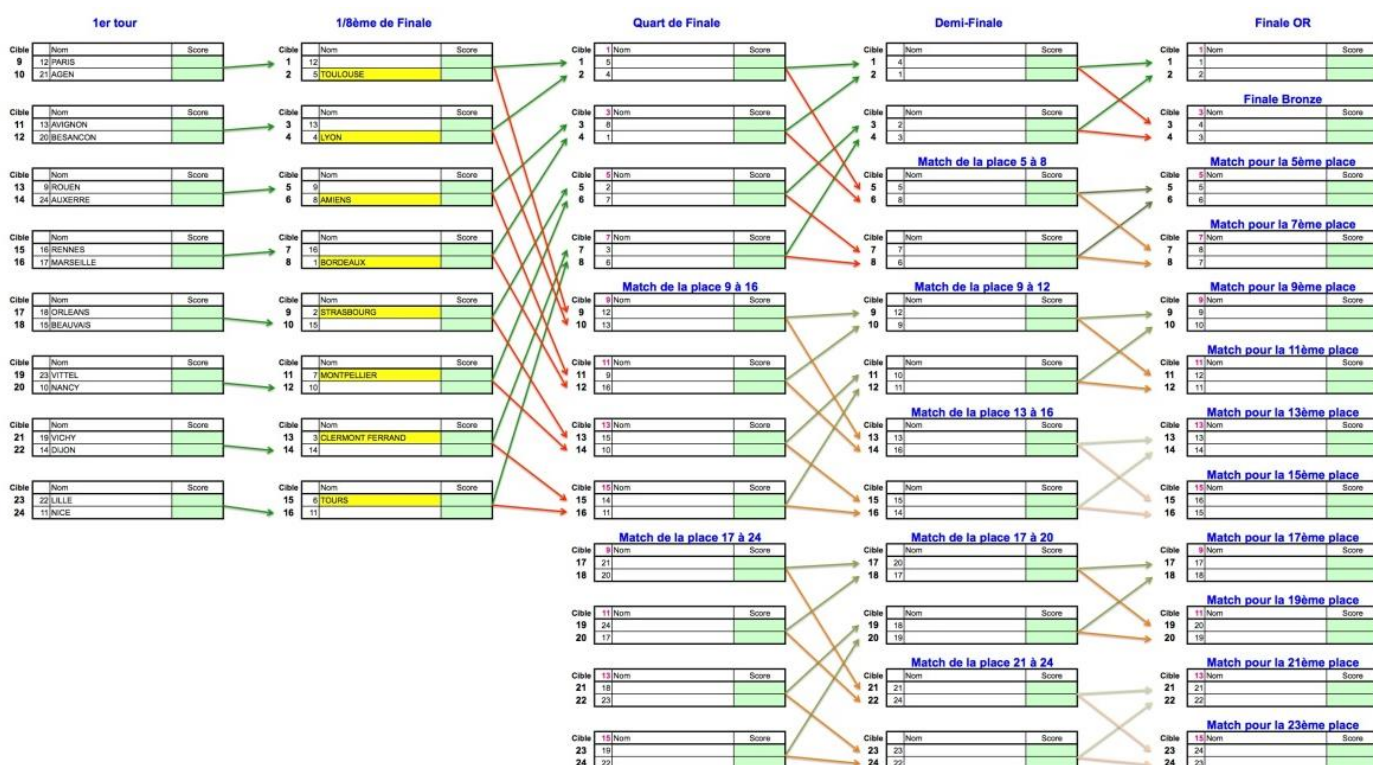 1er tour 1/8ème de Finale Quart de Finale Demi-Finale Finale OR
Cible Nom Score Cible Nom Score Cible 1 Nom Score Cible Nom Score Cible 1 Nom Score
9 12 PARIS 1 12 1 5 1 4 1 1
10 21 AGEN 2 5 TOULOUSE 2 4 2 1 2 2
Finale Bronze
Cible Nom Score Cible Nom Score Cible 3 Nom Score Cible Nom Score Cible 3 Nom Score
11 13 AVIGNON 3 13 3 8 3 2 3 4
12 20 BESANCON 4 4 LYON 4 1 4 3 4 3
Match de la place 5 à 8 Match pour la 5ème place
Cible Nom Score Cible Nom Score Cible 5 Nom Score Cible Nom Score Cible 5 Nom Score
13 9 ROUEN 5 9 5 2 5 5 5 5
14 24 AUXERRE 6 8 AMIENS 6 7 6 8 6 6
Match pour la 7ème place
Cible Nom Score Cible Nom Score Cible 7 Nom Score Cible Nom Score Cible 7 Nom Score
15 16 RENNES 7 16 7 3 7 7 7 8
16 17 MARSEILLE 8 1 BORDEAUX 8 6 8 6 8 7
Match de la place 9 à 16 Match de la place 9 à 12 Match pour la 9ème place
Cible Nom Score Cible Nom Score Cible 9 Nom Score Cible Nom Score Cible 9 Nom Score
17 18 ORLEANS 9 2 STRASBOURG 9 12 9 12 9 9
18 15 BEAUVAIS 10 15 10 13 10 9 10 10
Match pour la 11ème place
Cible Nom Score Cible Nom Score Cible 11 Nom Score Cible Nom Score Cible 11 Nom Score
19 23 VITTEL 11 7 MONTPELLIER 11 9 11 10 11 12
20 10 NANCY 12 10 12 16 12 11 12 11
Match de la place 13 à 16 Match pour la 13ème place
Cible Nom Score Cible Nom Score Cible 13 Nom Score Cible Nom Score Cible 13 Nom Score
21 19 VICHY 13 3 CLERMONT FERRAND 13 15 13 13 13 13
22 14 DIJON 14 14 14 10 14 16 14 14
Match pour la 15ème place
Cible Nom Score Cible Nom Score Cible 15 Nom Score Cible Nom Score Cible 15 Nom Score
23 22 LILLE 15 6 TOURS 15 14 15 15 15 16
24 11 NICE 16 11 16 11 16 14 16 15
Match de la place 17 à 24 Match de la place 17 à 20 Match pour la 17ème place
Cible 9 Nom Score Cible Nom Score Cible 9 Nom Score
17 21 17 20 17 17
18 20 18 17 18 18
Match pour la 19ème place
Cible 11 Nom Score Cible Nom Score Cible 11 Nom Score
19 24 19 18 19 20
20 17 20 19 20 19
Match de la place 21 à 24 Match pour la 21ème place
Cible 13 Nom Score Cible Nom Score Cible 13 Nom Score
21 18 21 21 21 21
22 23 22 24 22 22
Match pour la 23ème place
Cible 15 Nom Score Cible Nom Score Cible 15 Nom Score
23 19 23 23 23 24
24 22 24 22 24 23